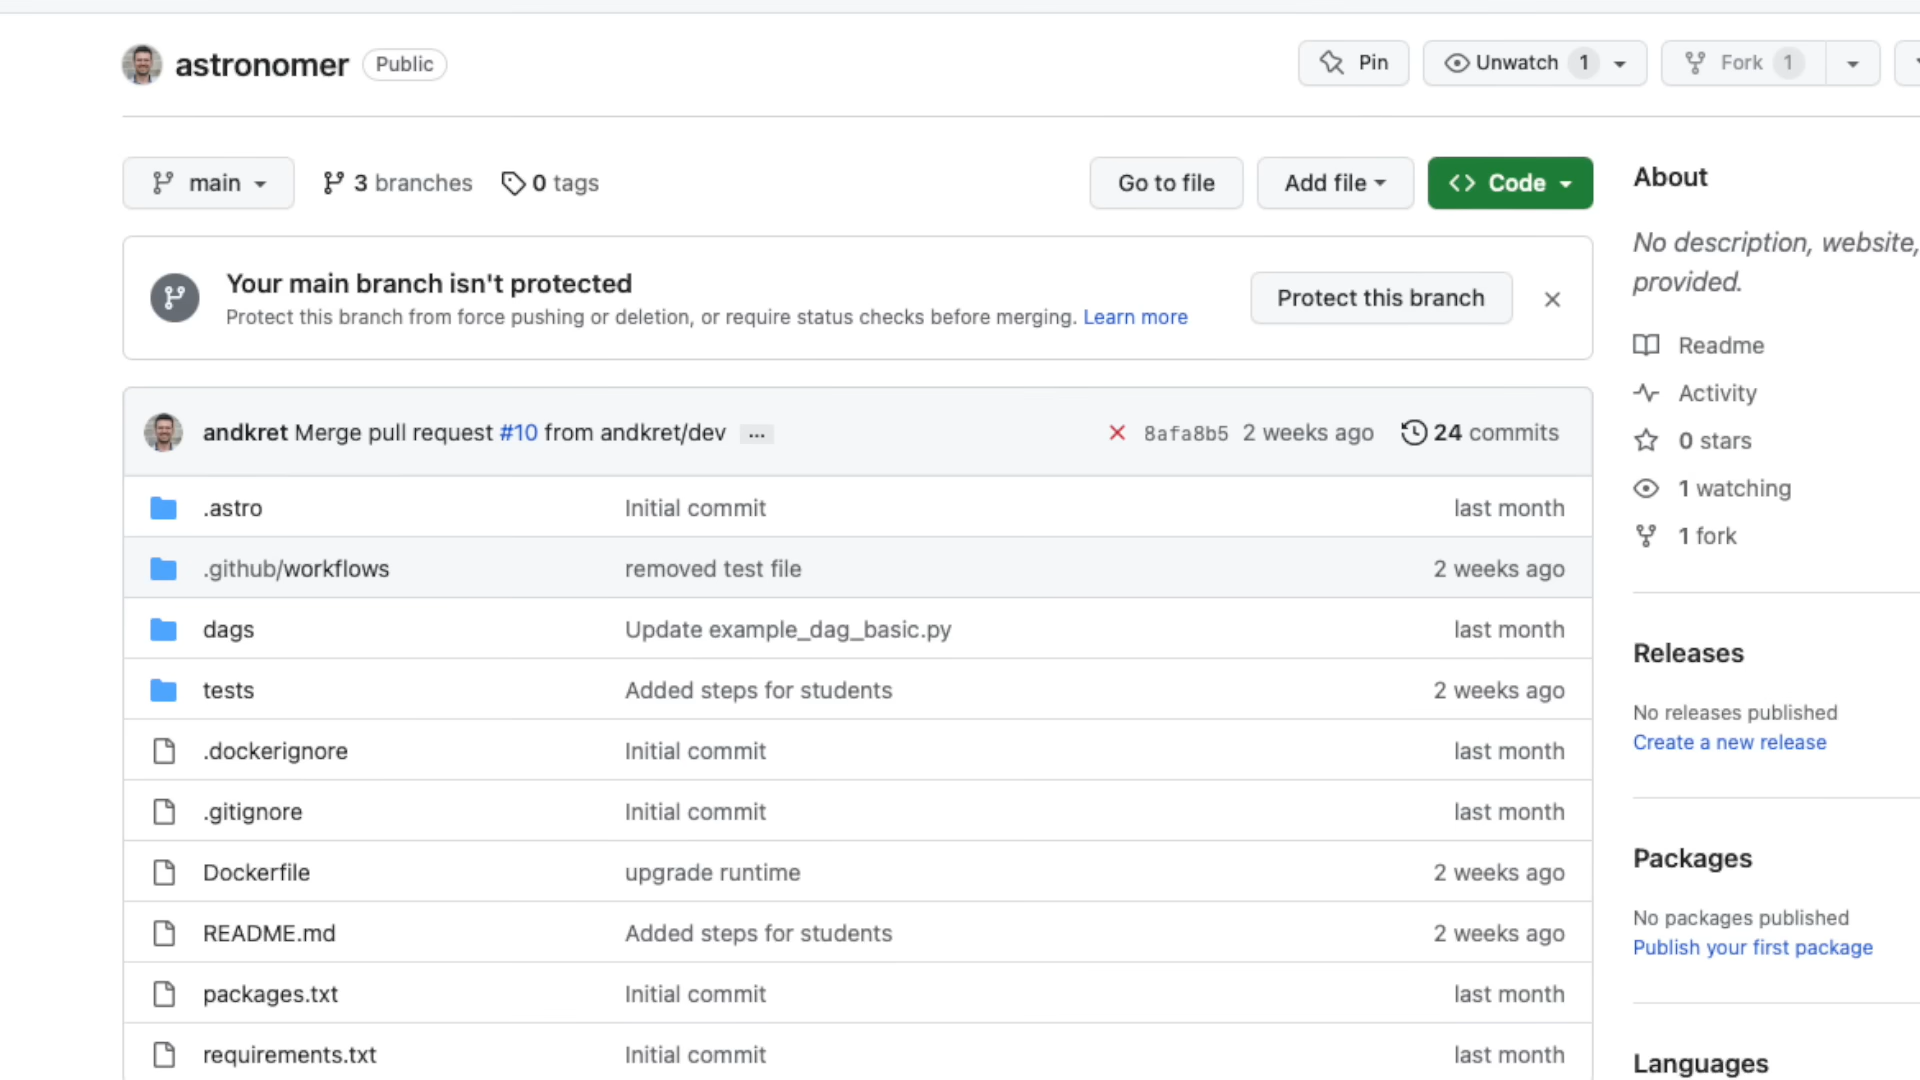 astronomer Public Pin Unwatch 1 Fork 1
main 3 branches 0 tags Go to file Add file <> Code About
No description, website,
provided.
Your main branch isn't protected
Protect this branch from force pushing or deletion, or require status checks before merging. Learn more
Protect this branch
Readme
Activity
0 stars
1 watching
1 fork
andkret Merge pull request #10 from andkret/dev ... 8afa8b5 2 weeks ago 24 commits
.astro Initial commit last month
.github/workflows removed test file 2 weeks ago
dags Update example_dag_basic.py last month
tests Added steps for students 2 weeks ago
.dockerignore Initial commit last month
.gitignore Initial commit last month
Dockerfile upgrade runtime 2 weeks ago
README.md Added steps for students 2 weeks ago
packages.txt Initial commit last month
requirements.txt Initial commit last month
Releases
No releases published
Create a new release
Packages
No packages published
Publish your first package
Languages